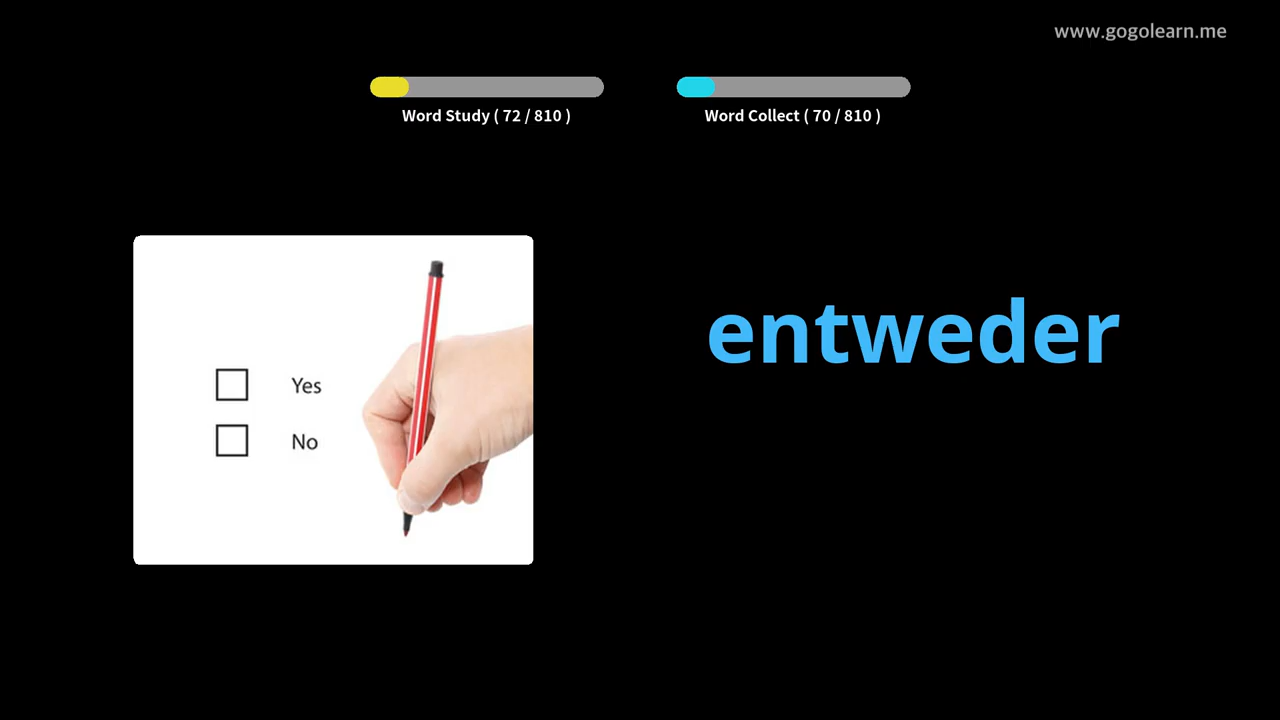 www.gogolearn.me
Word Study ( 72 / 810 )
Word Collect ( 70 / 810 )
entweder
Yes
No